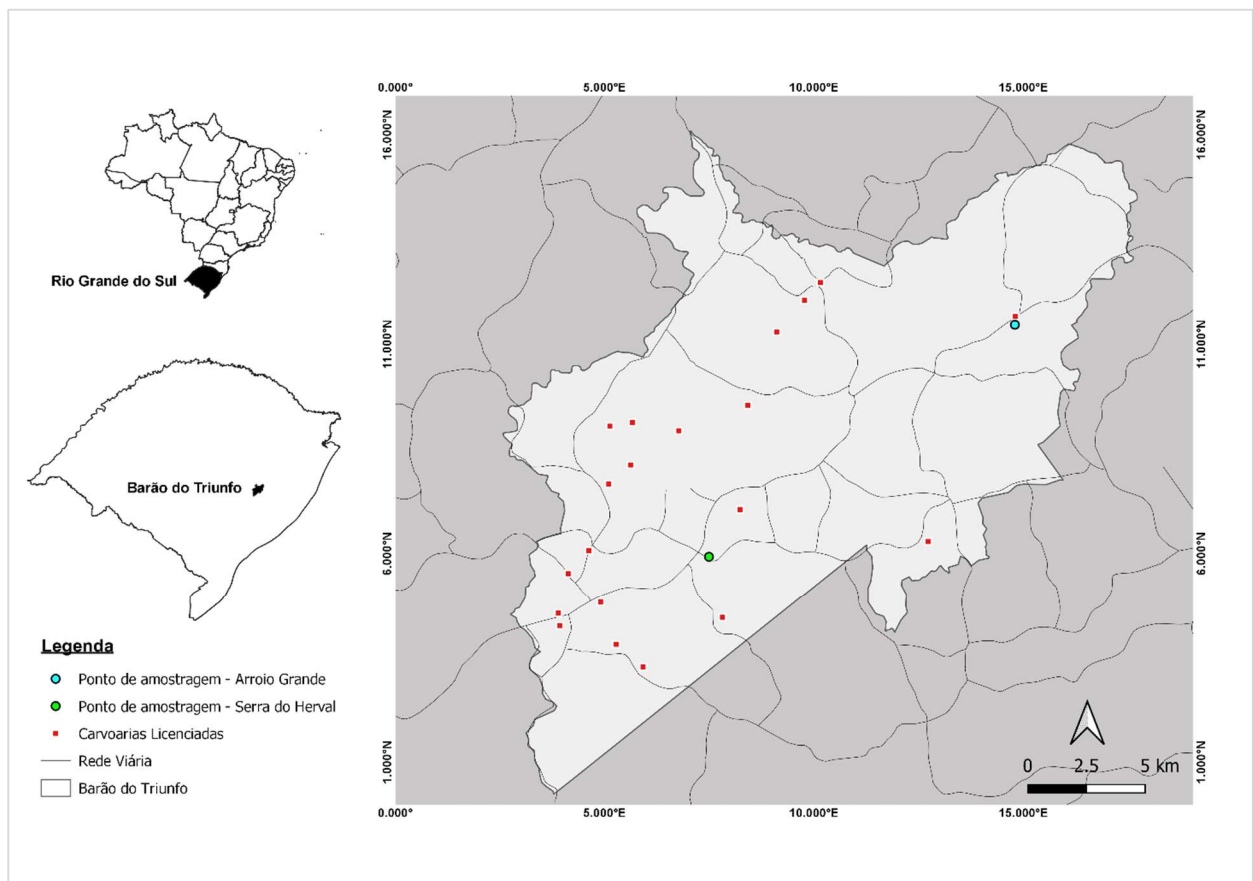 0.000° 5.000°E 10.000°E 15.000°E
16.000°N 16.000°N
Rio Grande do Sul
11.000°N 11.000°N
Barão do Triunfo
6.000°N 6.000°N
Legenda
Ponto de amostragem - Arroio Grande
Ponto de amostragem - Serra do Herval
Carvoarias Licenciadas
Rede Viária
Barão do Triunfo
1.000°N 1.000°N
0 2.5 5 km
0.000° 5.000°E 10.000°E 15.000°E